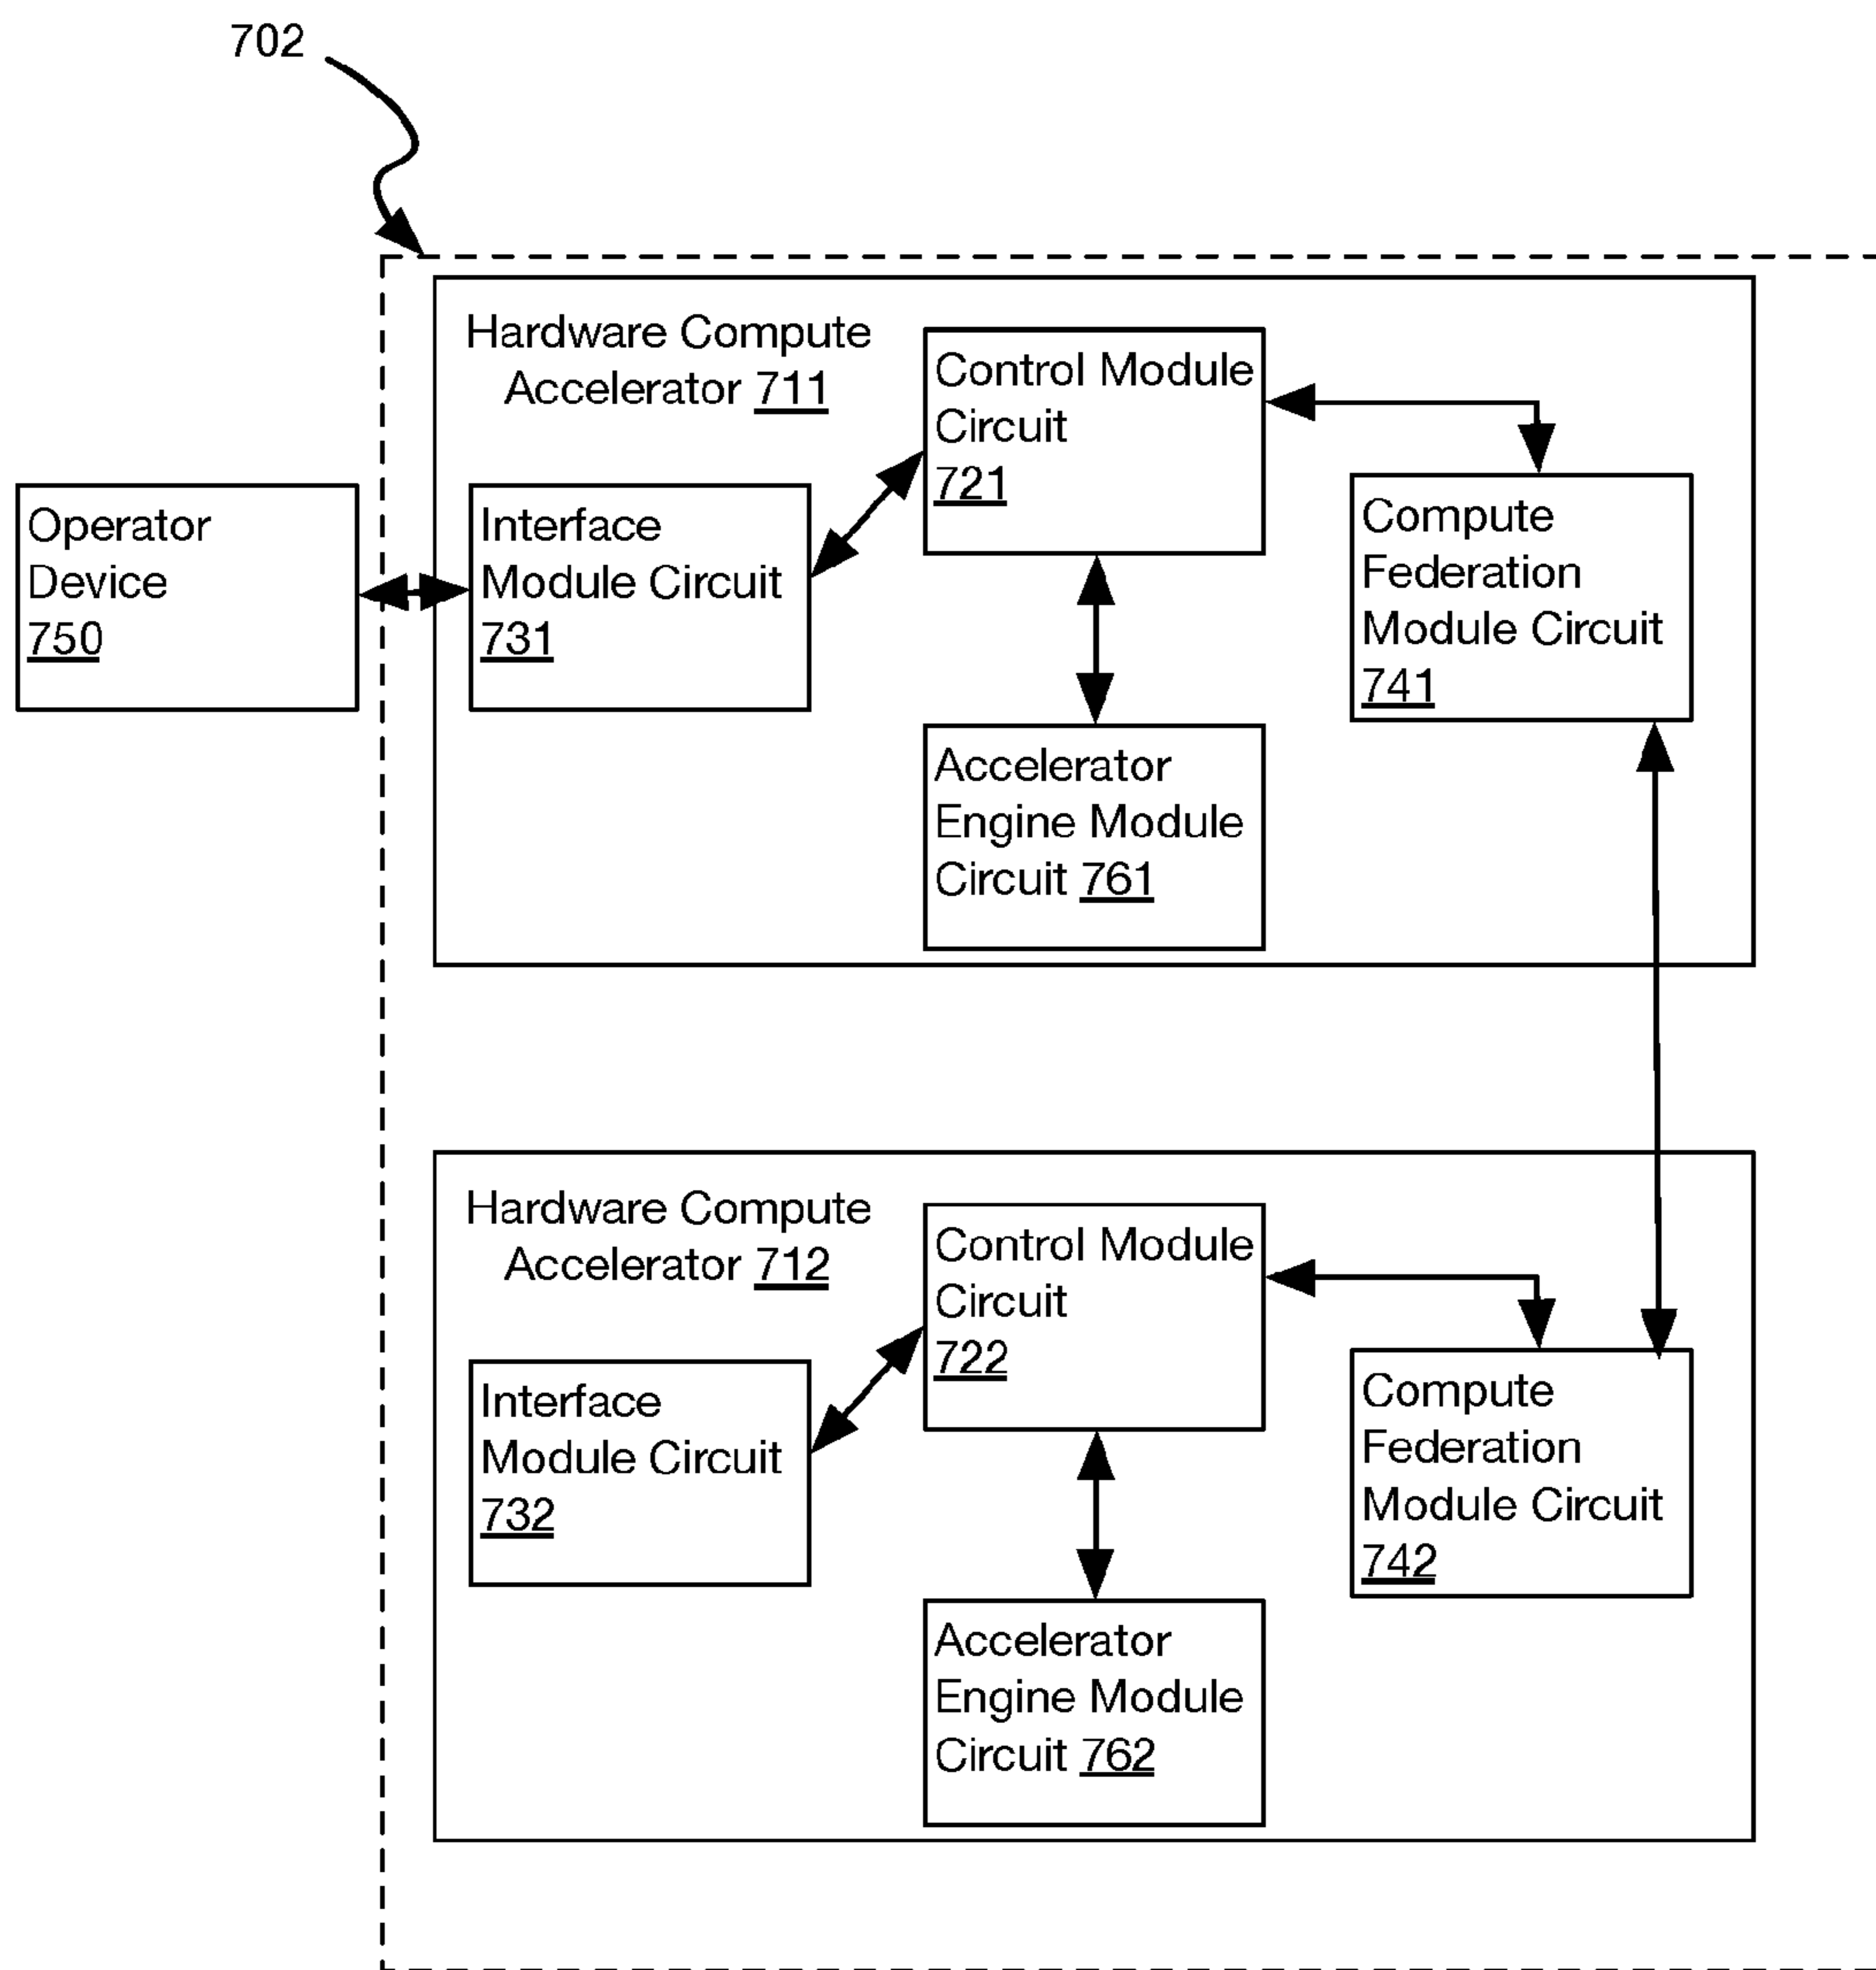 702
Hardware Compute
Accelerator 711
Control Module
Circuit
721
Operator
Device
750
Interface
Module Circuit
731
Compute
Federation
Module Circuit
741
Accelerator
Engine Module
Circuit 761
Hardware Compute
Accelerator 712
Control Module
Circuit
722
Interface
Module Circuit
732
Compute
Federation
Module Circuit
742
Accelerator
Engine Module
Circuit 762